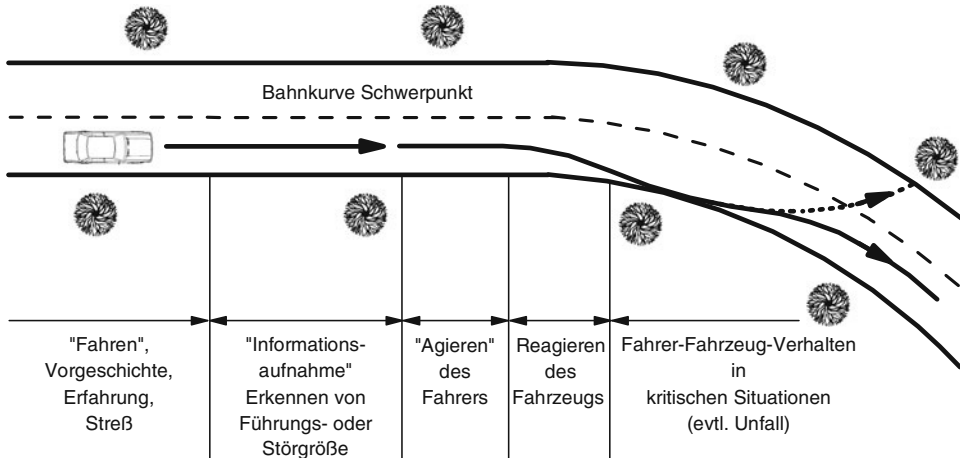 Bahnkurve Schwerpunkt
"Fahren",
Vorgeschichte,
Erfahrung,
Streß
"Informations-
aufnahme"
Erkennen von
Führungs- oder
Störgröße
"Agieren"
des
Fahrers
Reagieren
des
Fahrzeugs
Fahrer-Fahrzeug-Verhalten
in
kritischen Situationen
(evtl. Unfall)